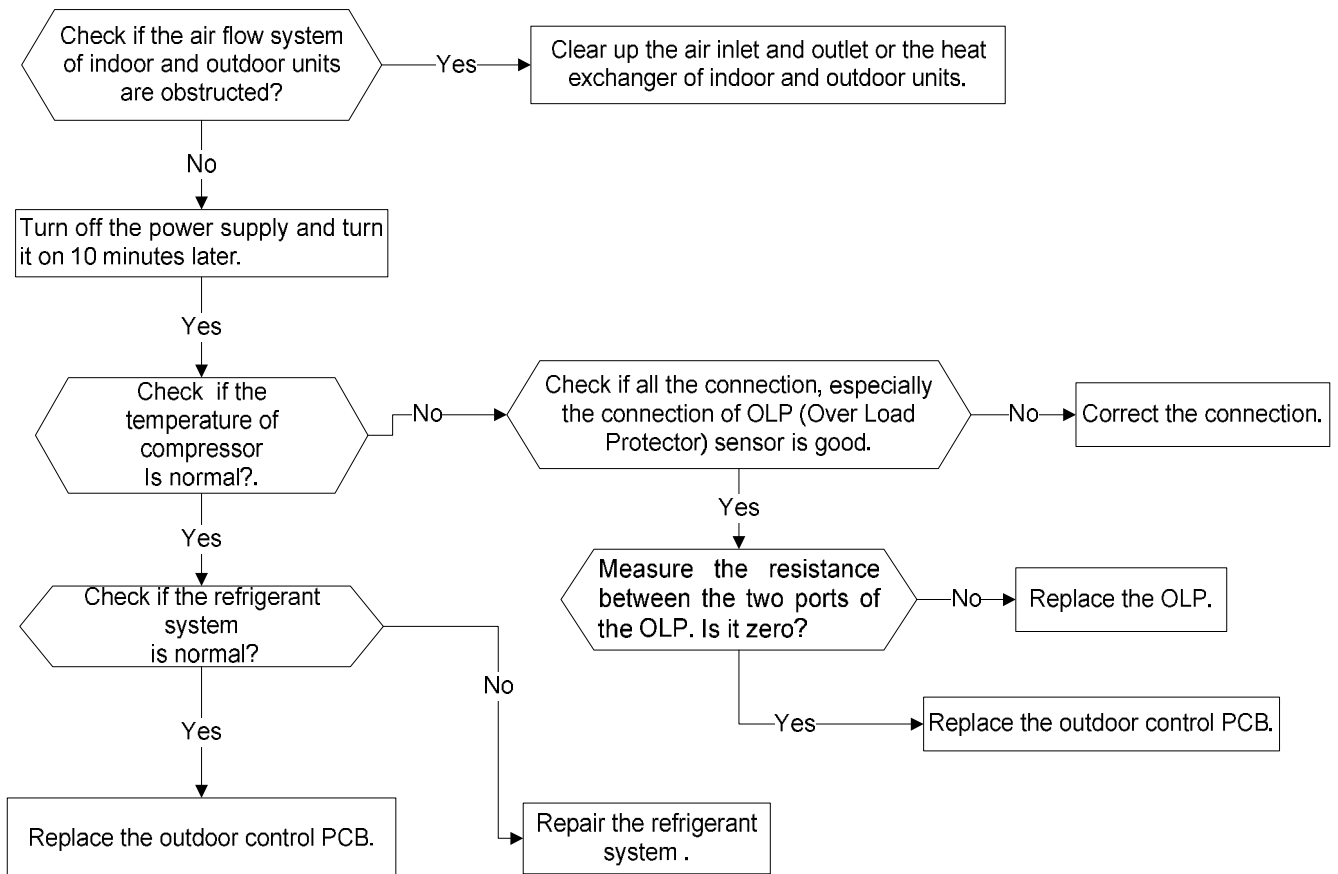 Check if the air flow system
of indoor and outdoor units
are obstructed?
Yes
Clear up the air inlet and outlet or the heat
exchanger of indoor and outdoor units.
No
Turn off the power supply and turn
it on 10 minutes later.
Yes
Check if the
temperature of
compressor
Is normal?.
No
Check if all the connection, especially
the connection of OLP (Over Load
Protector) sensor is good.
No
Correct the connection.
Yes
Yes
Measure the resistance
between the two ports of
the OLP. Is it zero?
No
Replace the OLP.
Check if the refrigerant
system
is normal?
No
Yes
Yes
Replace the outdoor control PCB.
Replace the outdoor control PCB.
Repair the refrigerant
system .